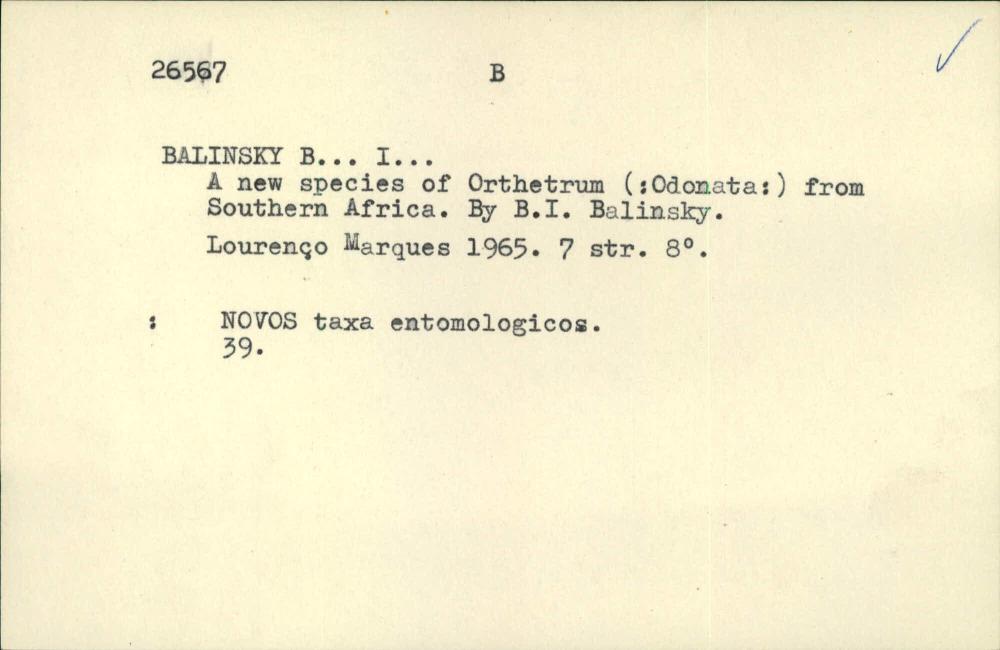 26567 B
BALINSKY B... I...
A new species of Orthetrum (:Odonata:) from
Southern Africa. By B.I. Balinsky.
Lourenço Marques 1965. 7 str. 8°.
: NOVOS taxa entomologicos.
39.